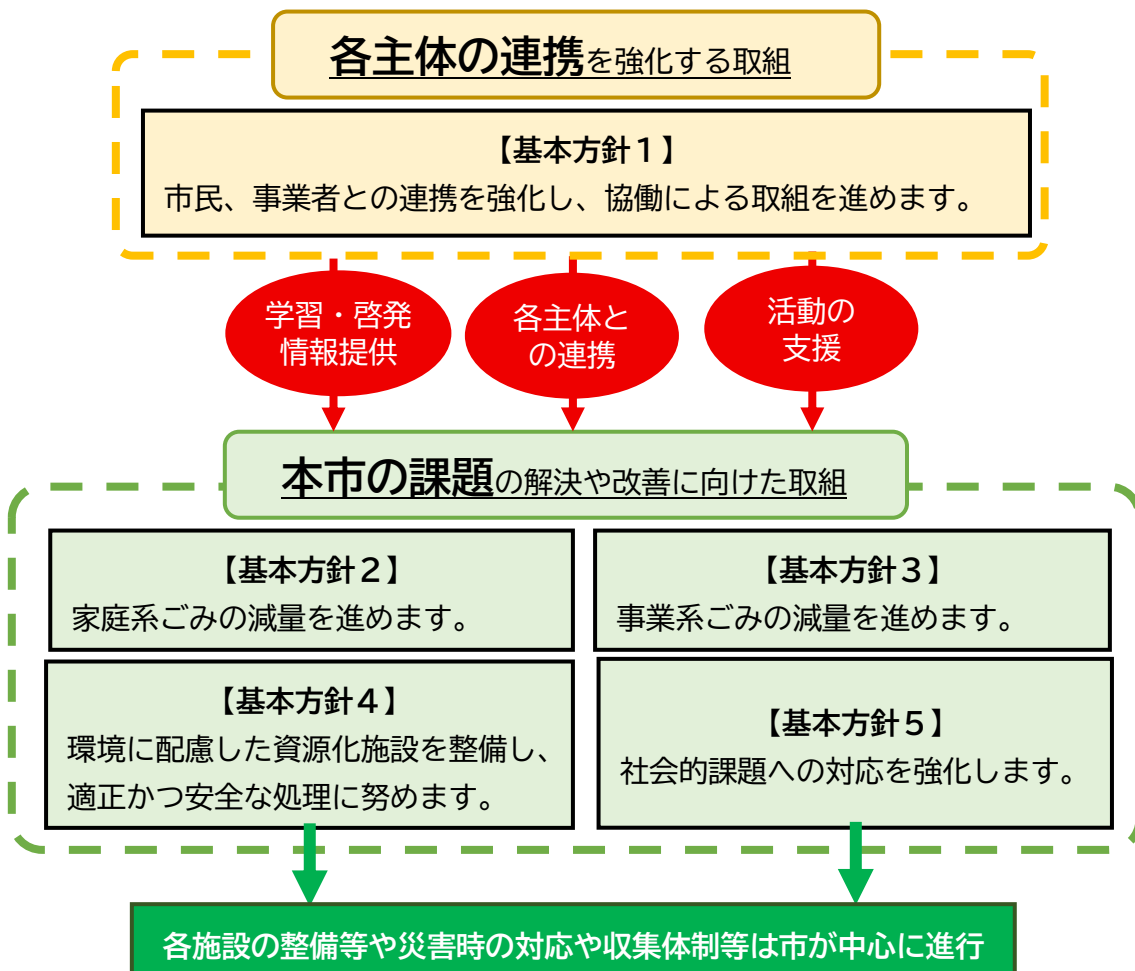 各主体の連携を強化する取組
【基本方針１】
市民、事業者との連携を強化し、協働による取組を進めます。
学習・啓発
情報提供
各主体と
の連携
活動の
支援
本市の課題の解決や改善に向けた取組
【基本方針２】
家庭系ごみの減量を進めます。
【基本方針３】
事業系ごみの減量を進めます。
【基本方針４】
環境に配慮した資源化施設を整備し、
適正かつ安全な処理に努めます。
【基本方針５】
社会的課題への対応を強化します。
各施設の整備等や災害時の対応や収集体制等は市が中心に進行